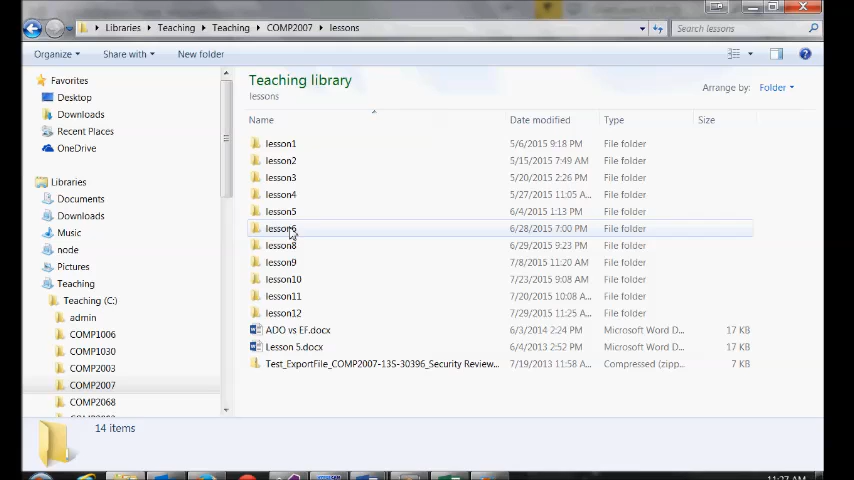 Libraries Teaching Teaching COMP2007 lessons Search lessons
Organize Share with New folder
Favorites
Desktop
Downloads
Recent Places
OneDrive
Libraries
Documents
Downloads
Music
node
Pictures
Teaching
Teaching (C:)
admin
COMP1006
COMP1030
COMP2003
COMP2007
COMP2068
Teaching library
lessons
Arrange by: Folder
Name Date modified Type Size
lesson1 5/6/2015 9:18 PM File folder
lesson2 5/15/2015 7:49 AM File folder
lesson3 5/20/2015 2:26 PM File folder
lesson4 5/27/2015 11:05 A... File folder
lesson5 6/4/2015 1:13 PM File folder
lesson6 6/28/2015 7:00 PM File folder
lesson8 6/29/2015 9:23 PM File folder
lesson9 7/8/2015 11:20 AM File folder
lesson10 7/23/2015 9:08 AM File folder
lesson11 7/20/2015 10:08 A... File folder
lesson12 7/29/2015 11:25 A... File folder
ADO vs EF.docx 6/3/2014 2:24 PM Microsoft Word D... 17 KB
Lesson 5.docx 6/4/2013 2:52 PM Microsoft Word D... 17 KB
Test_ExportFile_COMP2007-13S-30396_Security Review... 7/19/2013 11:58 A... Compressed (zipp... 7 KB
14 items
11:27 AM